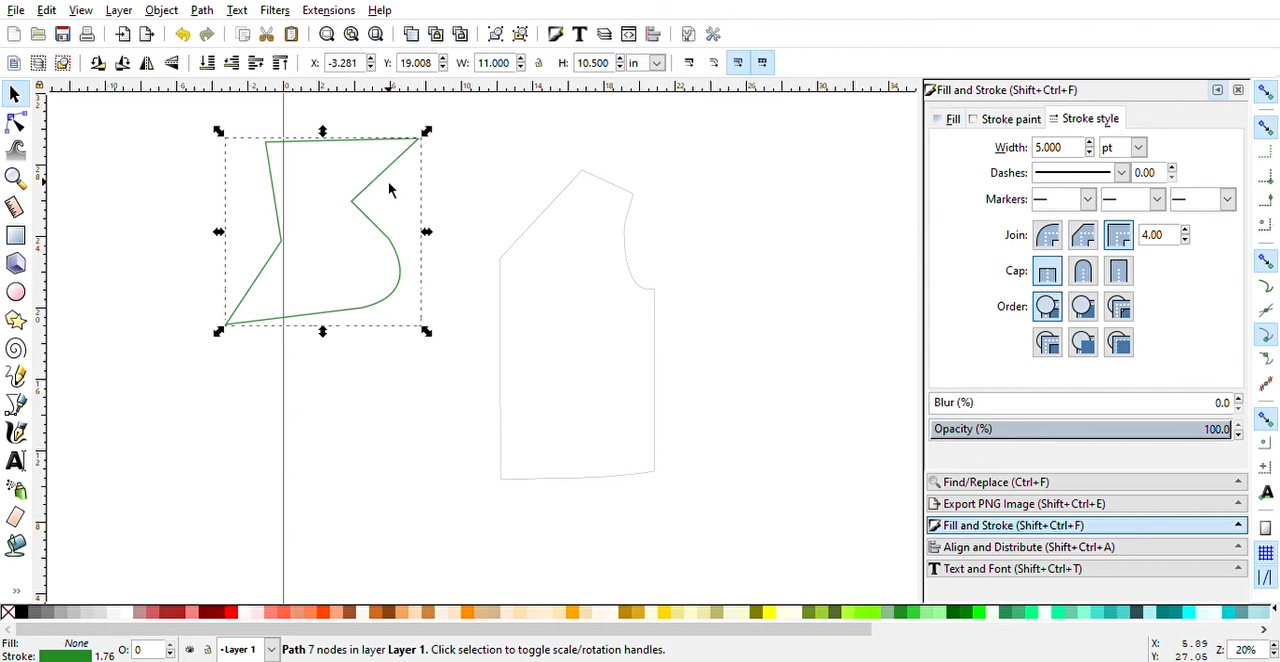 File Edit View Layer Object Path Text Filters Extensions Help
X: -3.281 Y: 19.008 W: 11.000 H: 10.500 in
Fill and Stroke (Shift+Ctrl+F)
Fill Stroke paint Stroke style
Width: 5.000 pt
Dashes: 0.00
Markers:
Join: 4.00
Cap:
Order:
Blur (%) 0.0
Opacity (%) 100.0
Find/Replace (Ctrl+F)
Export PNG Image (Shift+Ctrl+E)
Fill and Stroke (Shift+Ctrl+F)
Align and Distribute (Shift+Ctrl+A)
Text and Font (Shift+Ctrl+T)
Fill: None O: 0 -Layer 1 Path 7 nodes in layer Layer 1. Click selection to toggle scale/rotation handles. X: 5.89 Z: 20%
Stroke: 1.76 Y: 27.05